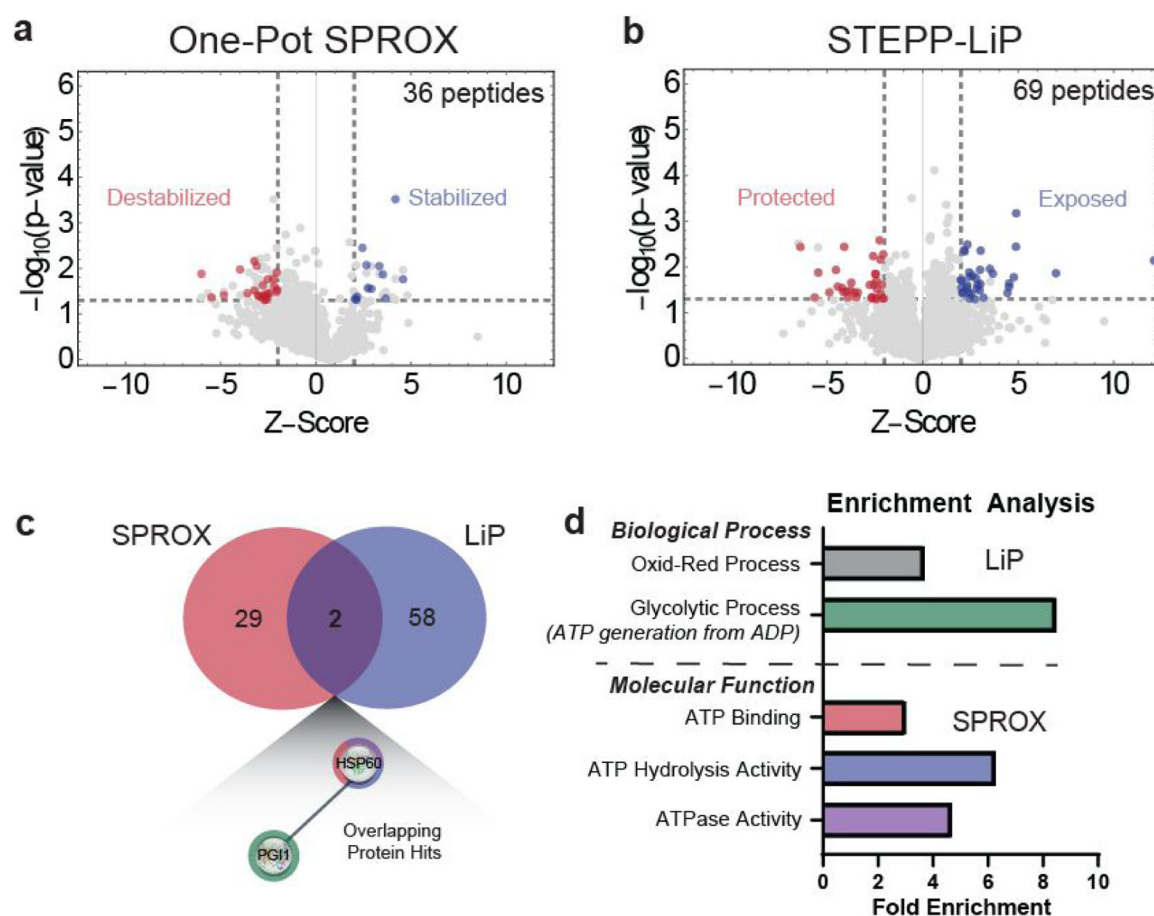 a
One-Pot SPROX
36 peptides
Destabilized
Stabilized
−log10(p−value)
6
5
4
3
2
1
0
−10
−5
0
5
10
Z−Score
b
STEPP-LiP
69 peptides
Protected
Exposed
−log10(p−value)
6
5
4
3
2
1
0
−10
−5
0
5
10
Z−Score
c
SPROX
LiP
29
2
58
HSP60
PGI1
Overlapping
Protein Hits
d
Enrichment Analysis
Biological Process
Oxid-Red Process
LiP
Glycolytic Process
(ATP generation from ADP)
Molecular Function
ATP Binding
SPROX
ATP Hydrolysis Activity
ATPase Activity
0
2
4
6
8
10
Fold Enrichment